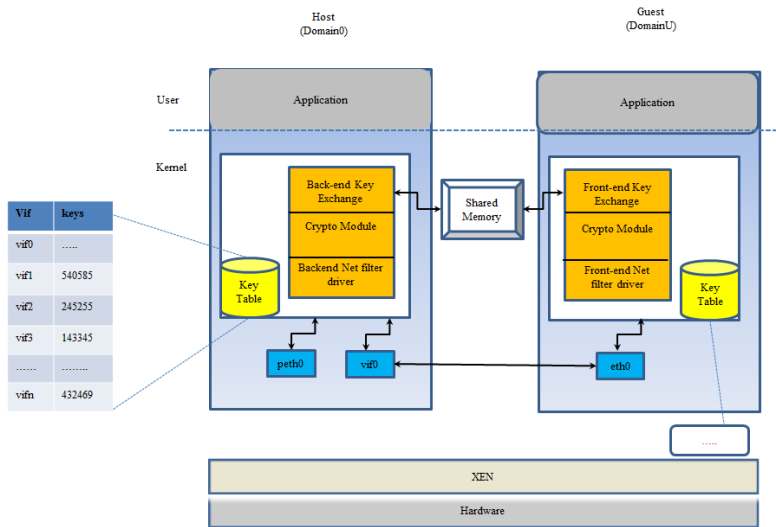 Host
(Domain0)
Guest
(DomainU)
User
Application
Application
Kernel
Back-end Key
Exchange
Crypto Module
Backend Net filter
driver
Shared
Memory
Front-end Key
Exchange
Crypto Module
Front-end Net
filter driver
Vif keys
vif0 .....
vif1 540585
vif2 245255
vif3 143345
...... ........
vifn 432469
Key
Table
Key
Table
peth0
vif0
eth0
.....
XEN
Hardware